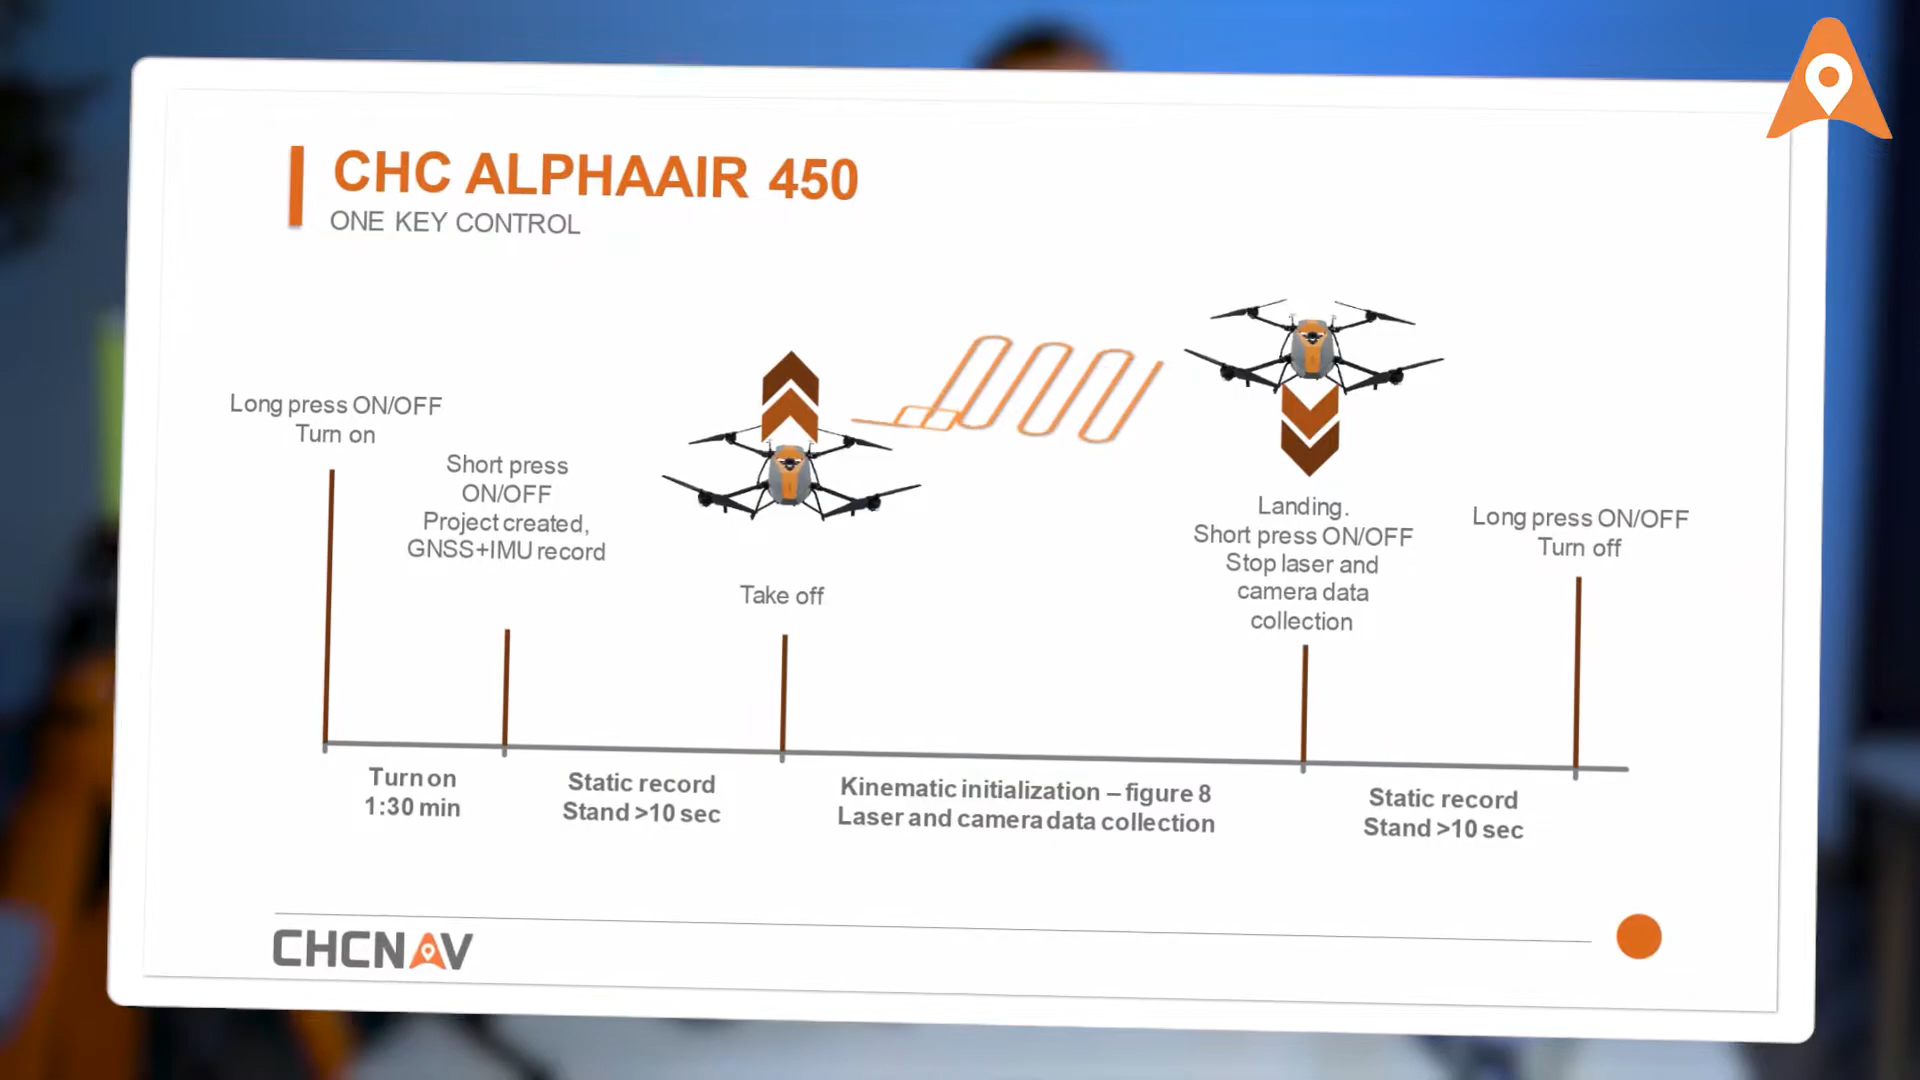 CHC ALPHAAIR 450
ONE KEY CONTROL
Long press ON/OFF
Turn on
Short press
ON/OFF
Project created,
GNSS+IMU record
Take off
Landing.
Short press ON/OFF
Stop laser and
camera data
collection
Long press ON/OFF
Turn off
Turn on
1:30 min
Static record
Stand >10 sec
Kinematic initialization – figure 8
Laser and camera data collection
Static record
Stand >10 sec
CHCNAV